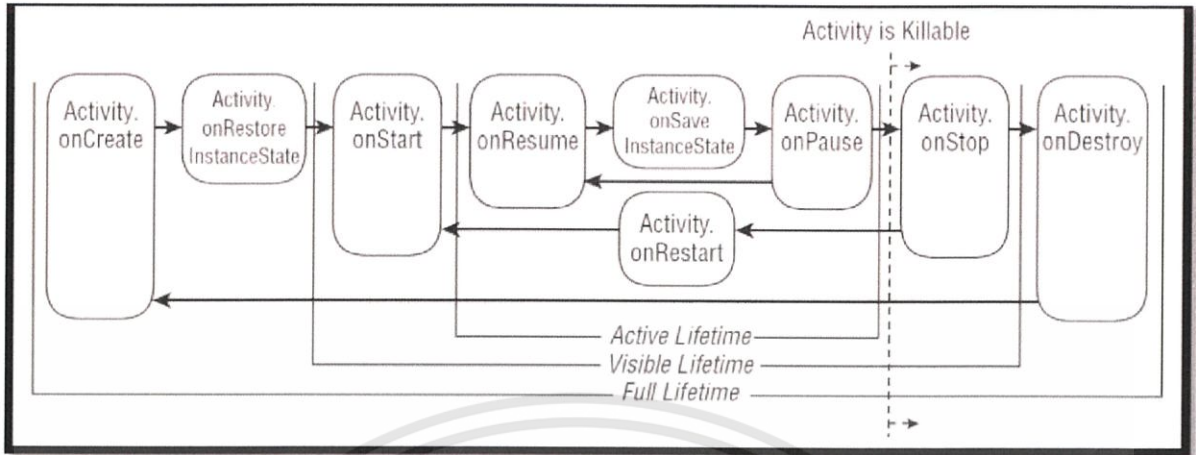 Activity is Killable
Activity.
onCreate
Activity.
onRestore
InstanceState
Activity.
onStart
Activity.
onResume
Activity.
onSave
InstanceState
Activity.
onPause
Activity.
onStop
Activity.
onDestroy
Activity.
onRestart
Active Lifetime
Visible Lifetime
Full Lifetime